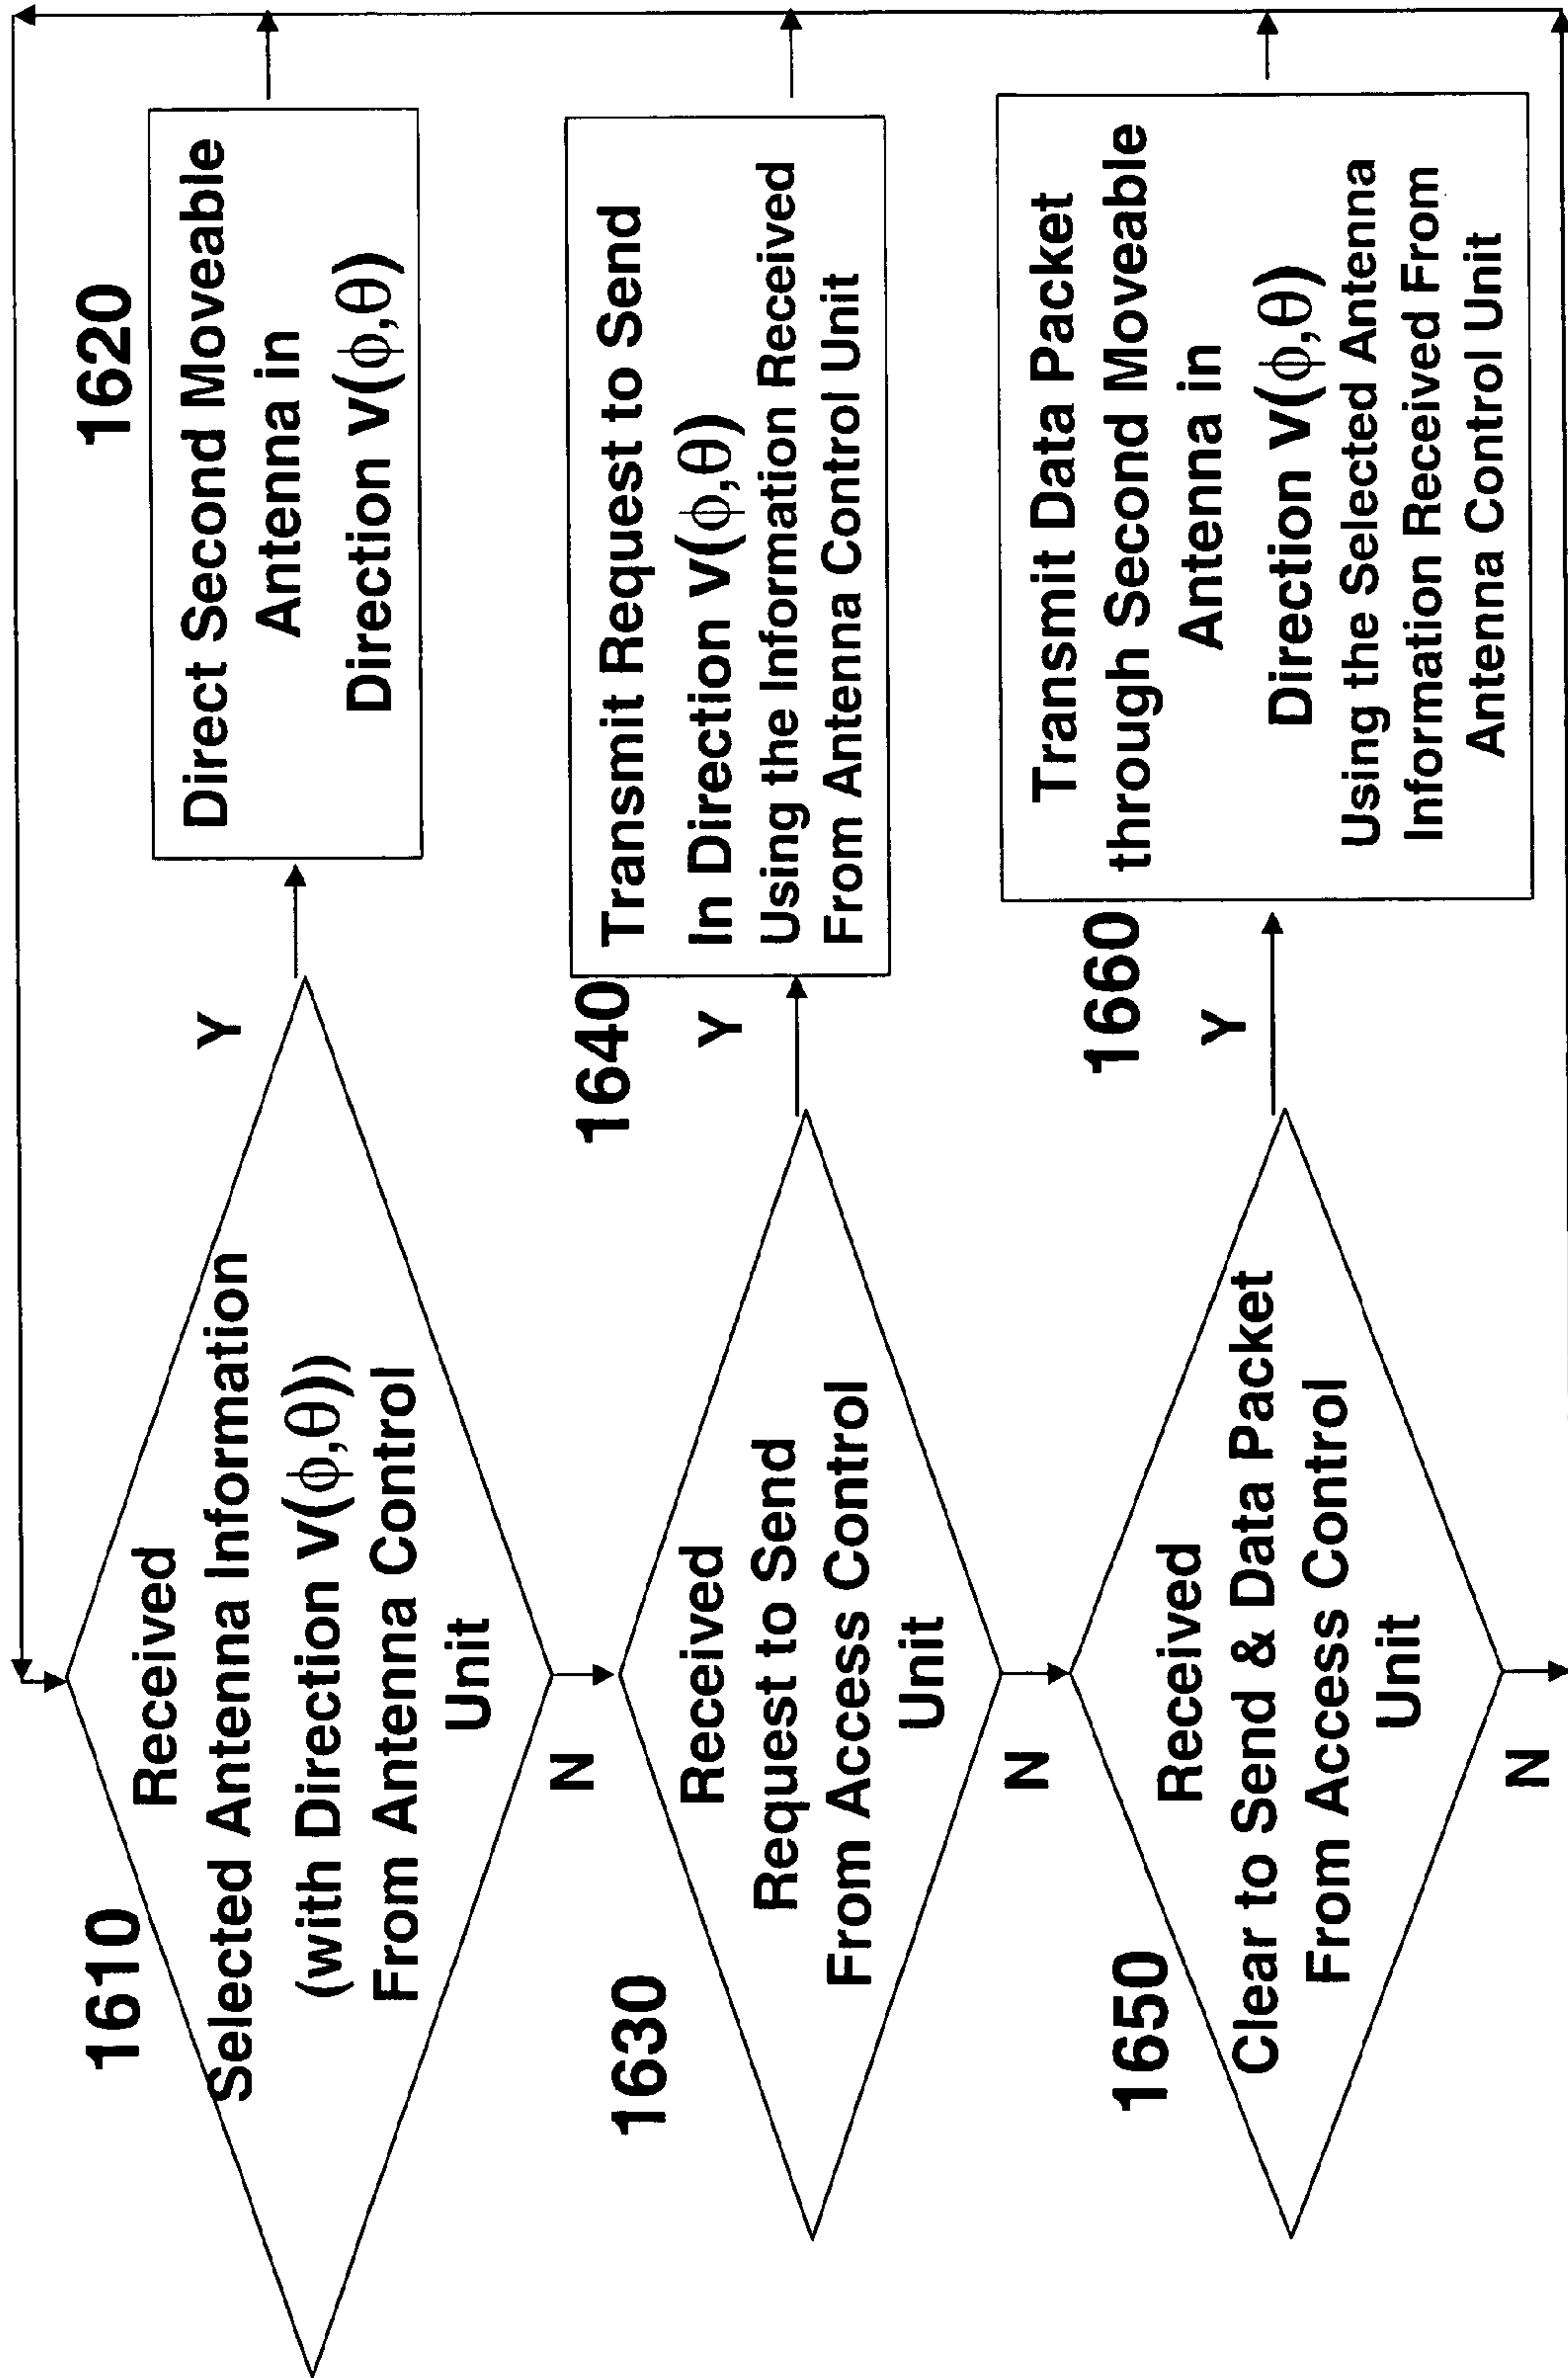 1610
Received
Selected Antenna Information
(with Direction v(ϕ,θ))
From Antenna Control
Unit
Y
1620
Direct Second Moveable
Antenna in
Direction v(ϕ,θ)
N
1630
Received
Request to Send
From Access Control
Unit
Y
1640
Transmit Request to Send
In Direction v(ϕ,θ)
Using the Information Received
From Antenna Control Unit
N
1650
Received
Clear to Send & Data Packet
From Access Control
Unit
Y
1660
Transmit Data Packet
through Second Moveable
Antenna in
Direction v(ϕ,θ)
Using the Selected Antenna
Information Received From
Antenna Control Unit
N